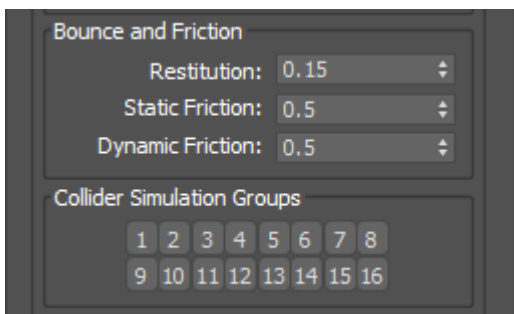 Bounce and Friction
Restitution: 0.15
Static Friction: 0.5
Dynamic Friction: 0.5
Collider Simulation Groups
1 2 3 4 5 6 7 8
9 10 11 12 13 14 15 16